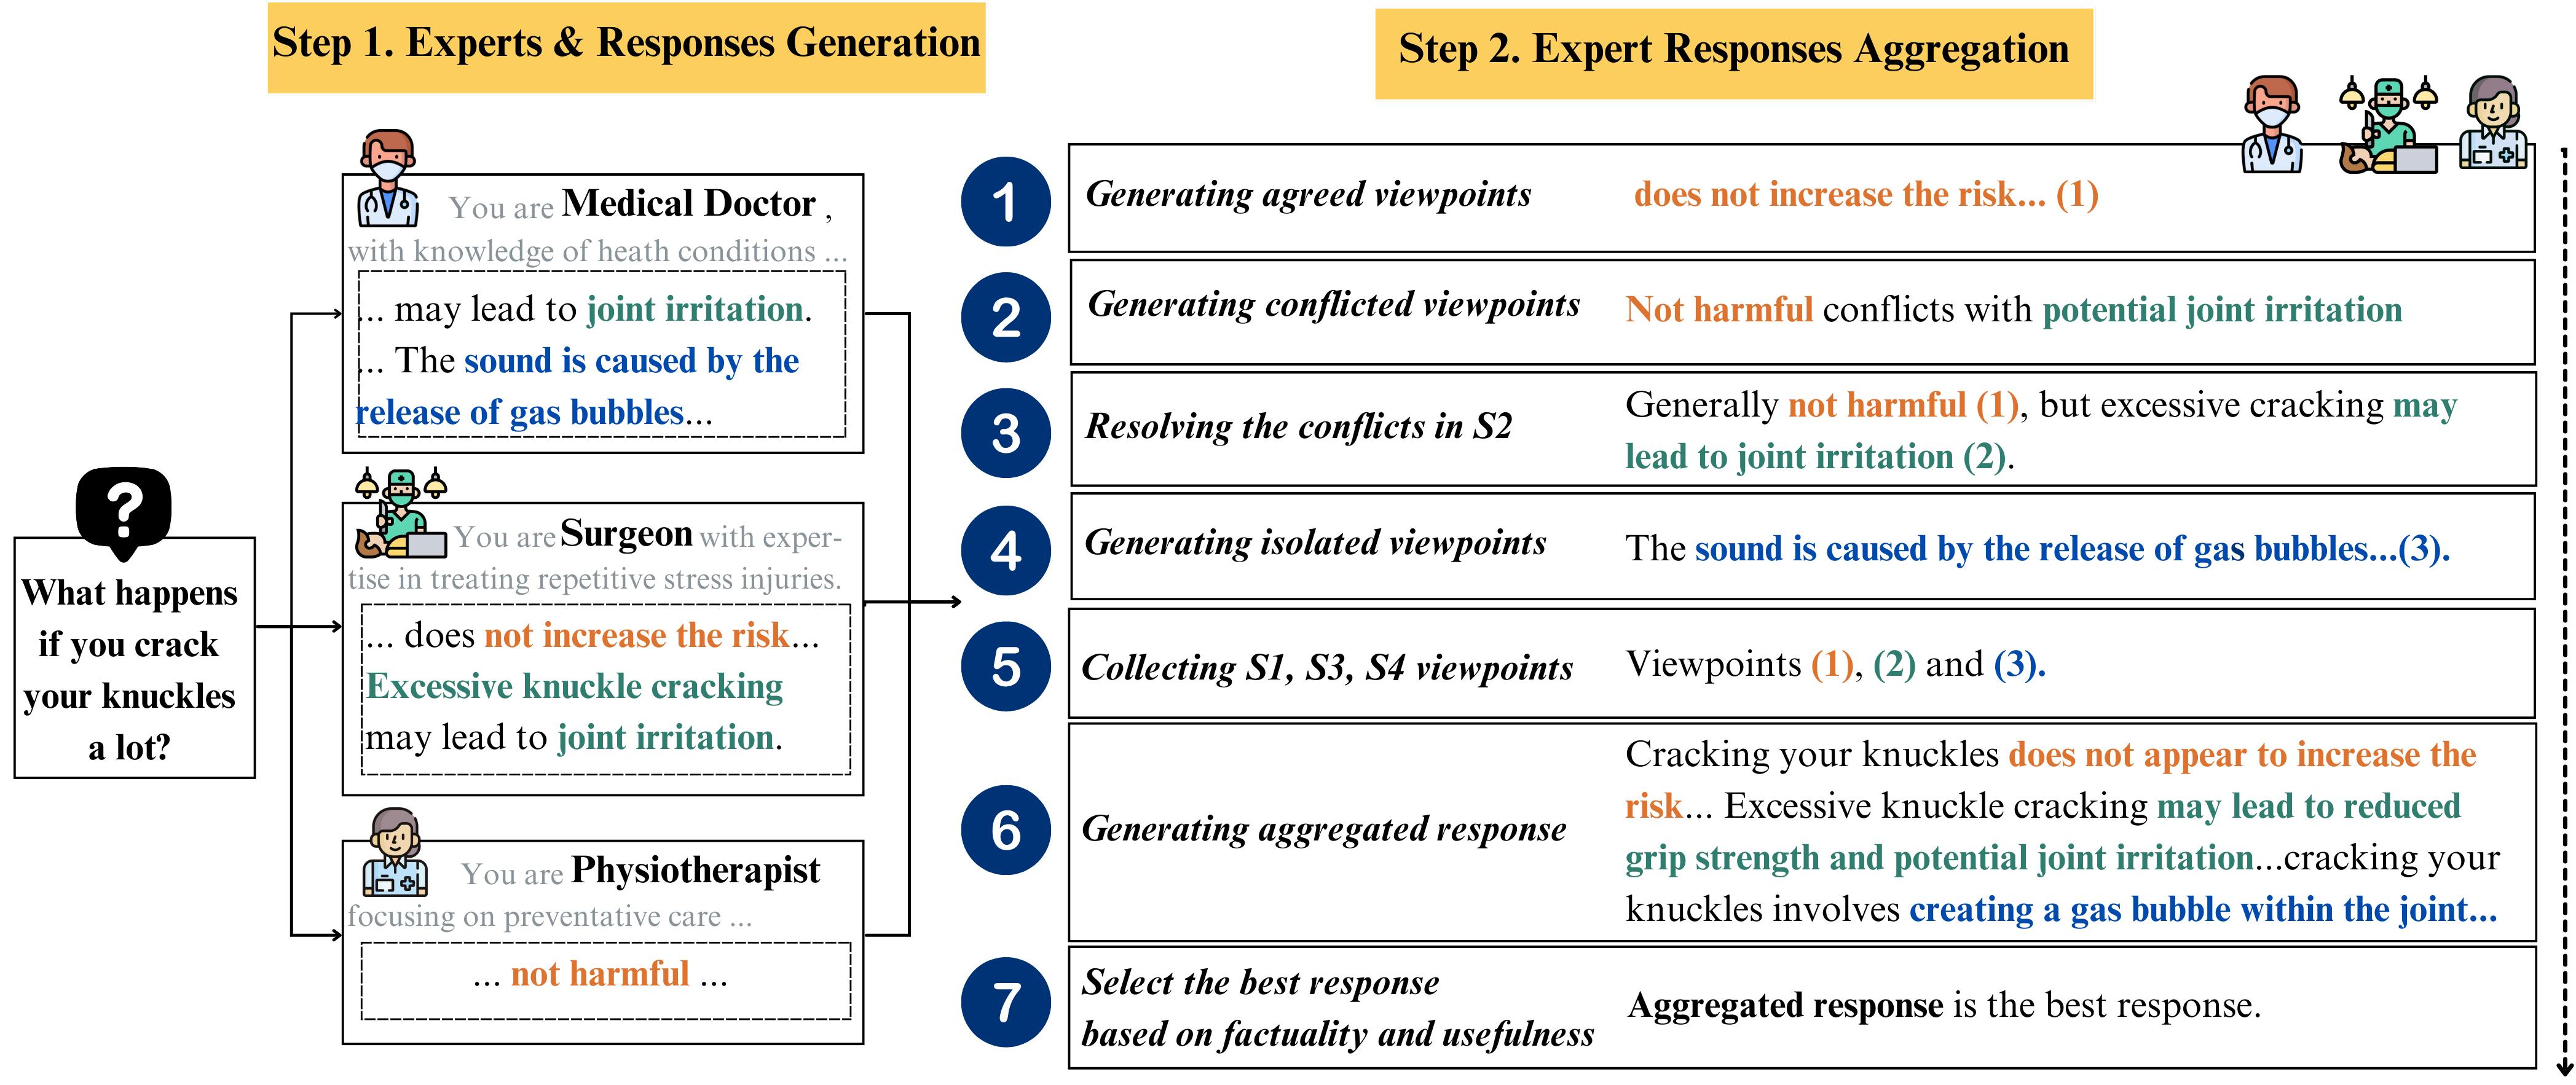 Step 1. Experts & Responses Generation
?
What happens
if you crack
your knuckles
a lot?
You are Medical Doctor ,
with knowledge of heath conditions ...
... may lead to joint irritation.
... The sound is caused by the
release of gas bubbles...
You are Surgeon with exper-
tise in treating repetitive stress injuries.
... does not increase the risk...
Excessive knuckle cracking
may lead to joint irritation.
You are Physiotherapist
focusing on preventative care ...
... not harmful ...
Step 2. Expert Responses Aggregation
1
Generating agreed viewpoints
does not increase the risk... (1)
2
Generating conflicted viewpoints
Not harmful conflicts with potential joint irritation
3
Resolving the conflicts in S2
Generally not harmful (1), but excessive cracking may
lead to joint irritation (2).
4
Generating isolated viewpoints
The sound is caused by the release of gas bubbles...(3).
5
Collecting S1, S3, S4 viewpoints
Viewpoints (1), (2) and (3).
6
Generating aggregated response
Cracking your knuckles does not appear to increase the
risk... Excessive knuckle cracking may lead to reduced
grip strength and potential joint irritation...cracking your
knuckles involves creating a gas bubble within the joint...
7
Select the best response
based on factuality and usefulness
Aggregated response is the best response.